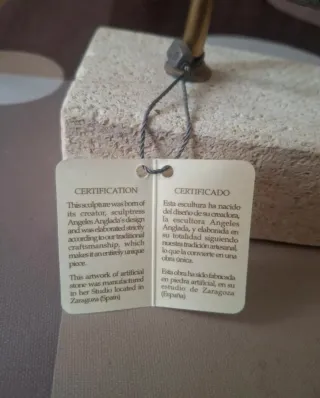 CERTIFICATION
This sculpture was born of
its creator, sculptress
Angeles Anglada's design
and was elaborated strictly
according to our traditional
craftsmanship, which
makes it an entirely unique
piece.
This artwork of artificial
stone was manufactured
in her Studio located in
Zaragoza (Spain)
CERTIFICADO
Esta escultura ha nacido
del diseño de su creadora,
la escultora Angeles
Anglada, y elaborada en
su totalidad siguiendo
nuestra tradición artesanal,
lo que la convierte en una
obra única.
Esta obra ha sido fabricada
en piedra artificial, en su
estudio de Zaragoza
(España)